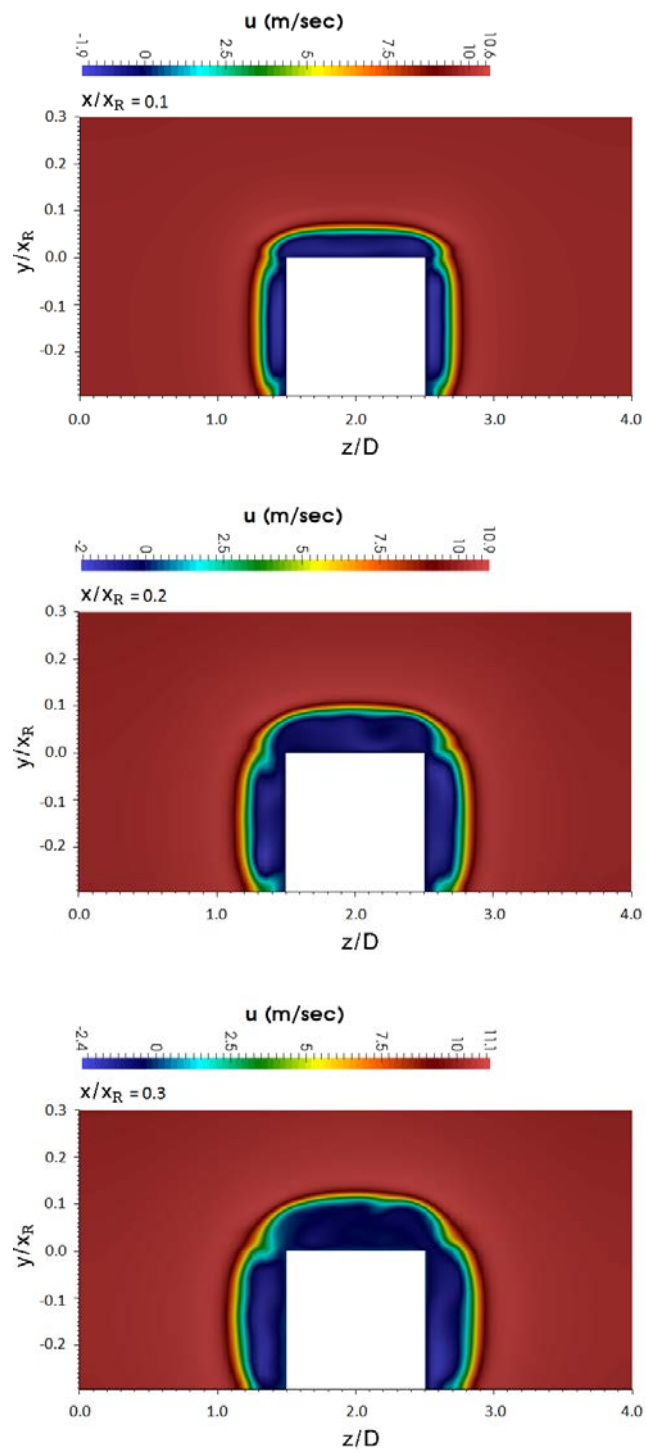 u (m/sec)
-1.9 0 2.5 5 7.5 10 10.6
x/xR = 0.1
0.3
0.2
0.1
0.0
-0.1
-0.2
y/xR
0.0 1.0 2.0 3.0 4.0
z/D
u (m/sec)
-2 0 2.5 5 7.5 10 10.9
x/xR = 0.2
0.3
0.2
0.1
0.0
-0.1
-0.2
y/xR
0.0 1.0 2.0 3.0 4.0
z/D
u (m/sec)
-2.4 0 2.5 5 7.5 10 11.1
x/xR = 0.3
0.3
0.2
0.1
0.0
-0.1
-0.2
y/xR
0.0 1.0 2.0 3.0 4.0
z/D